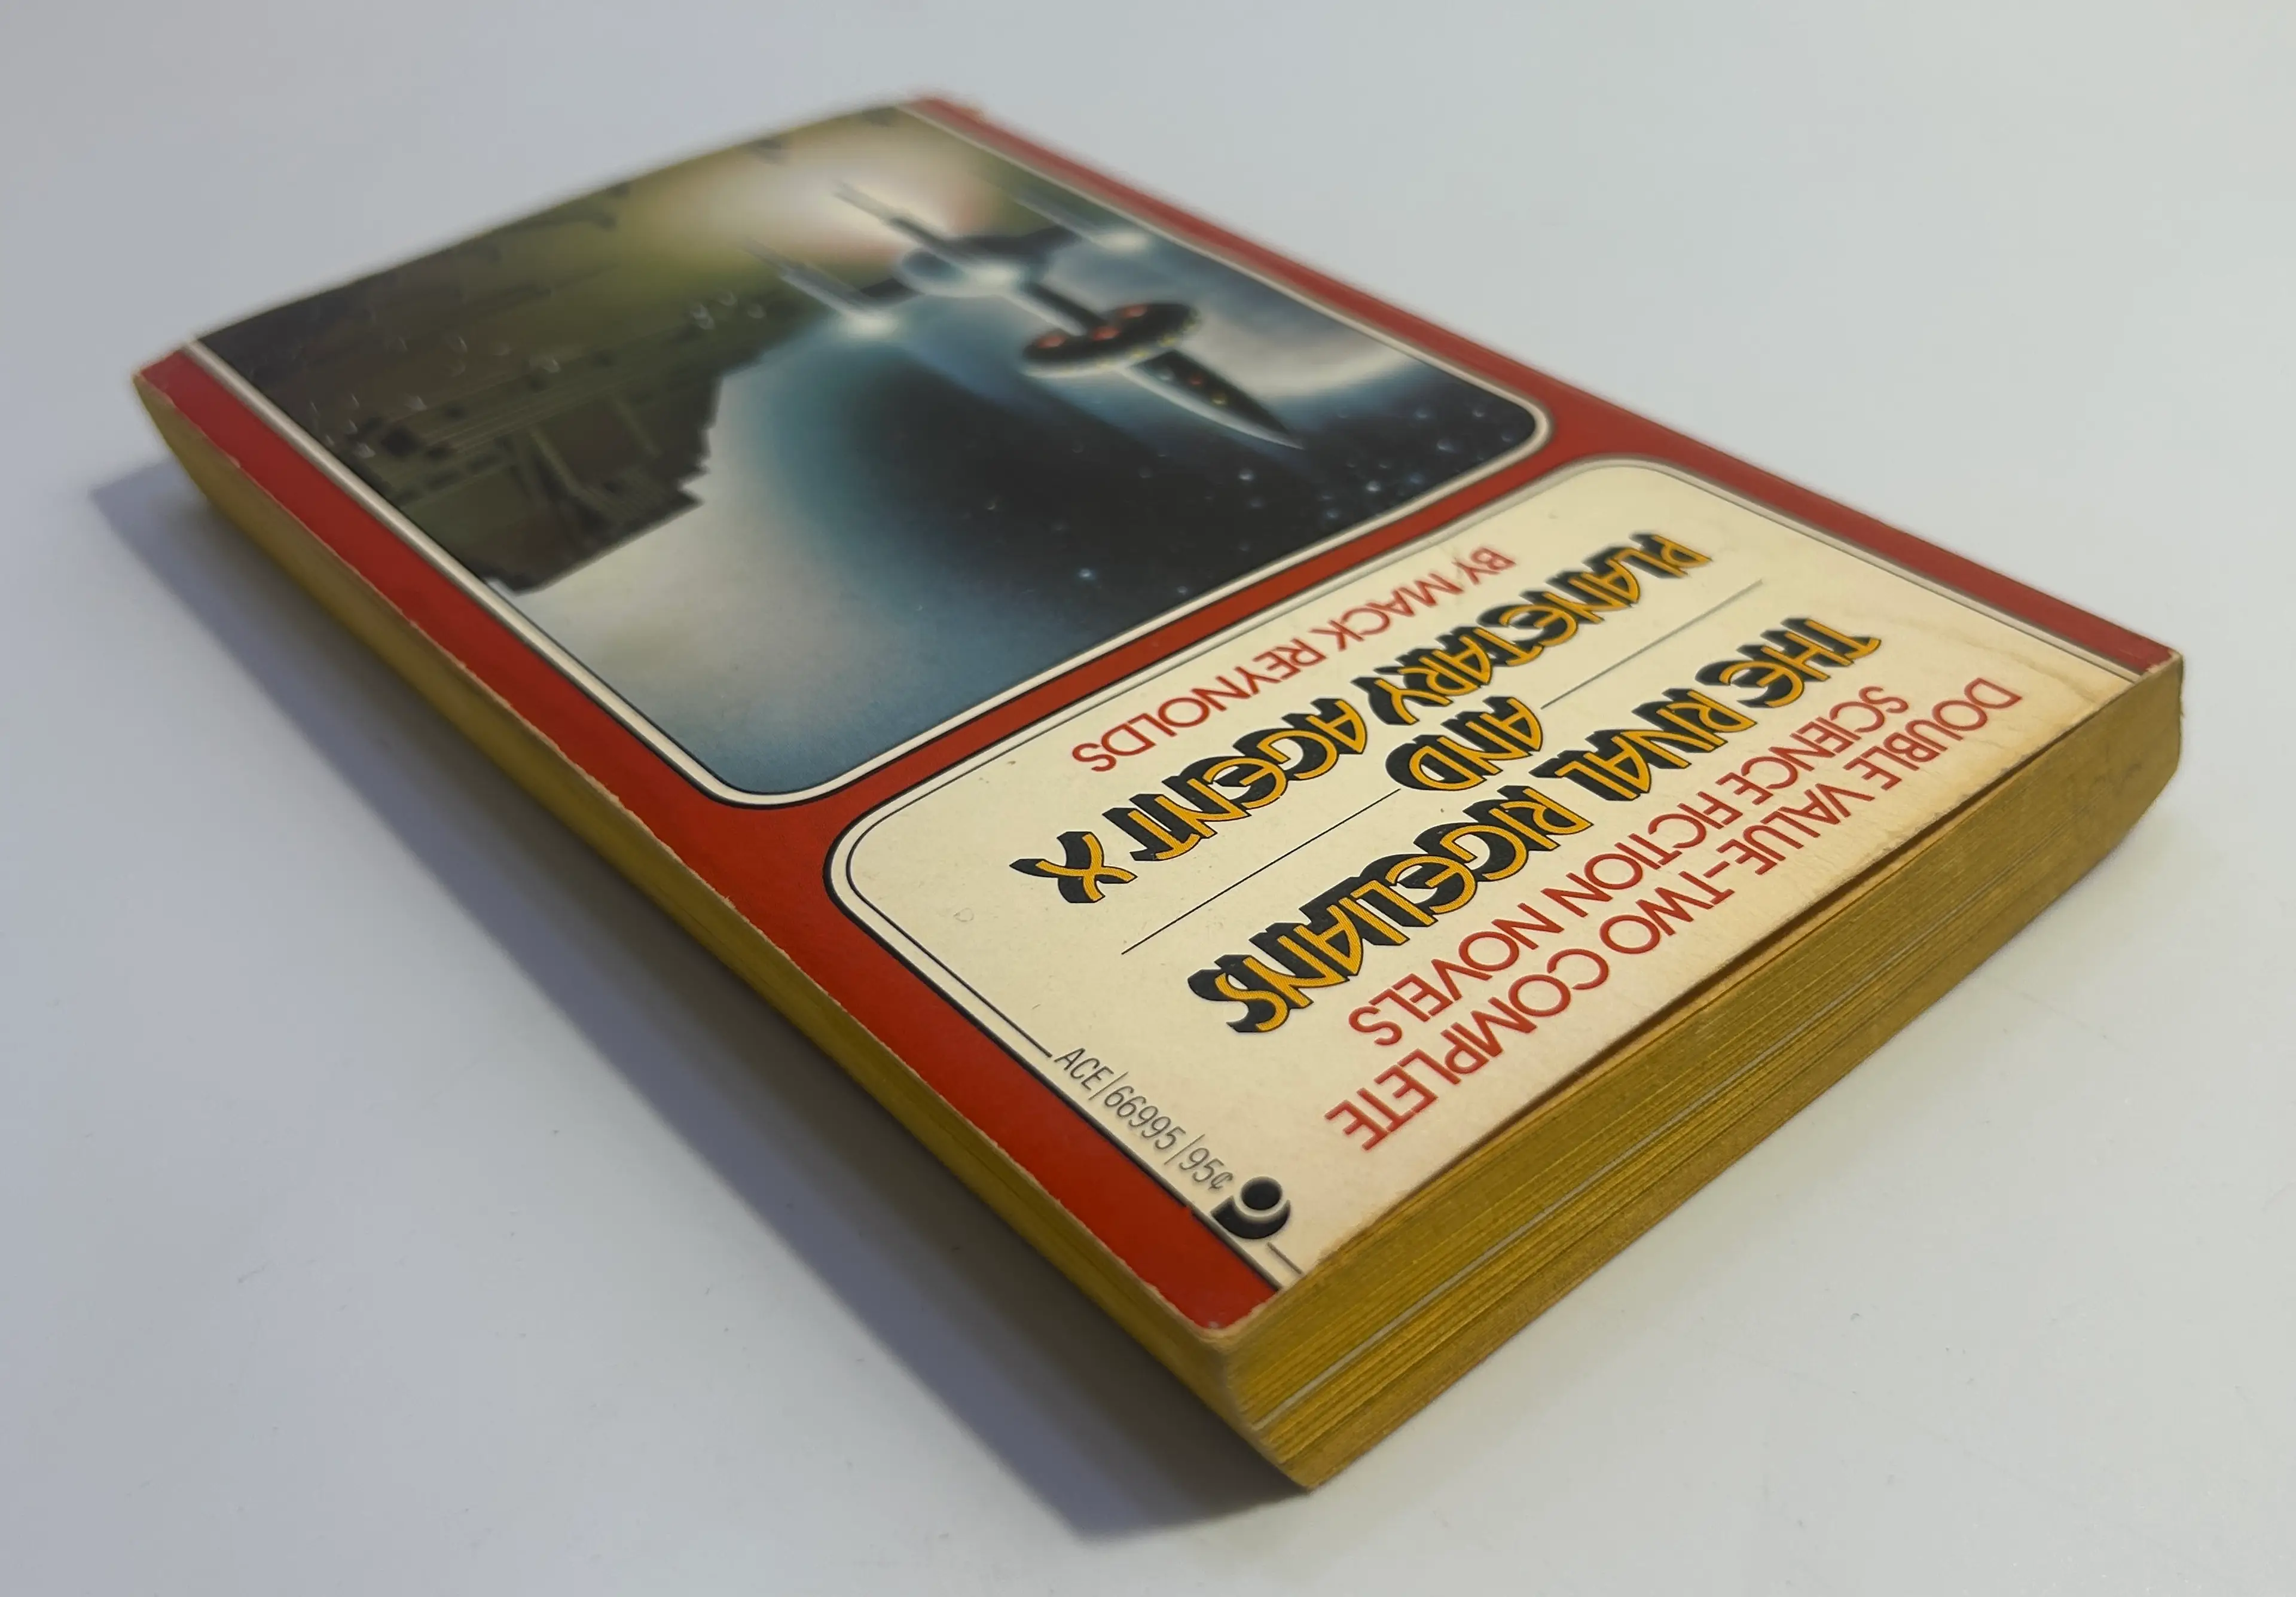 ACE/66995/95¢
DOUBLE VALUE-TWO COMPLETE
SCIENCE FICTION NOVELS
THE RIVAL RIGELIANS
AND
PLANETARY AGENT X
BY MACK REYNOLDS